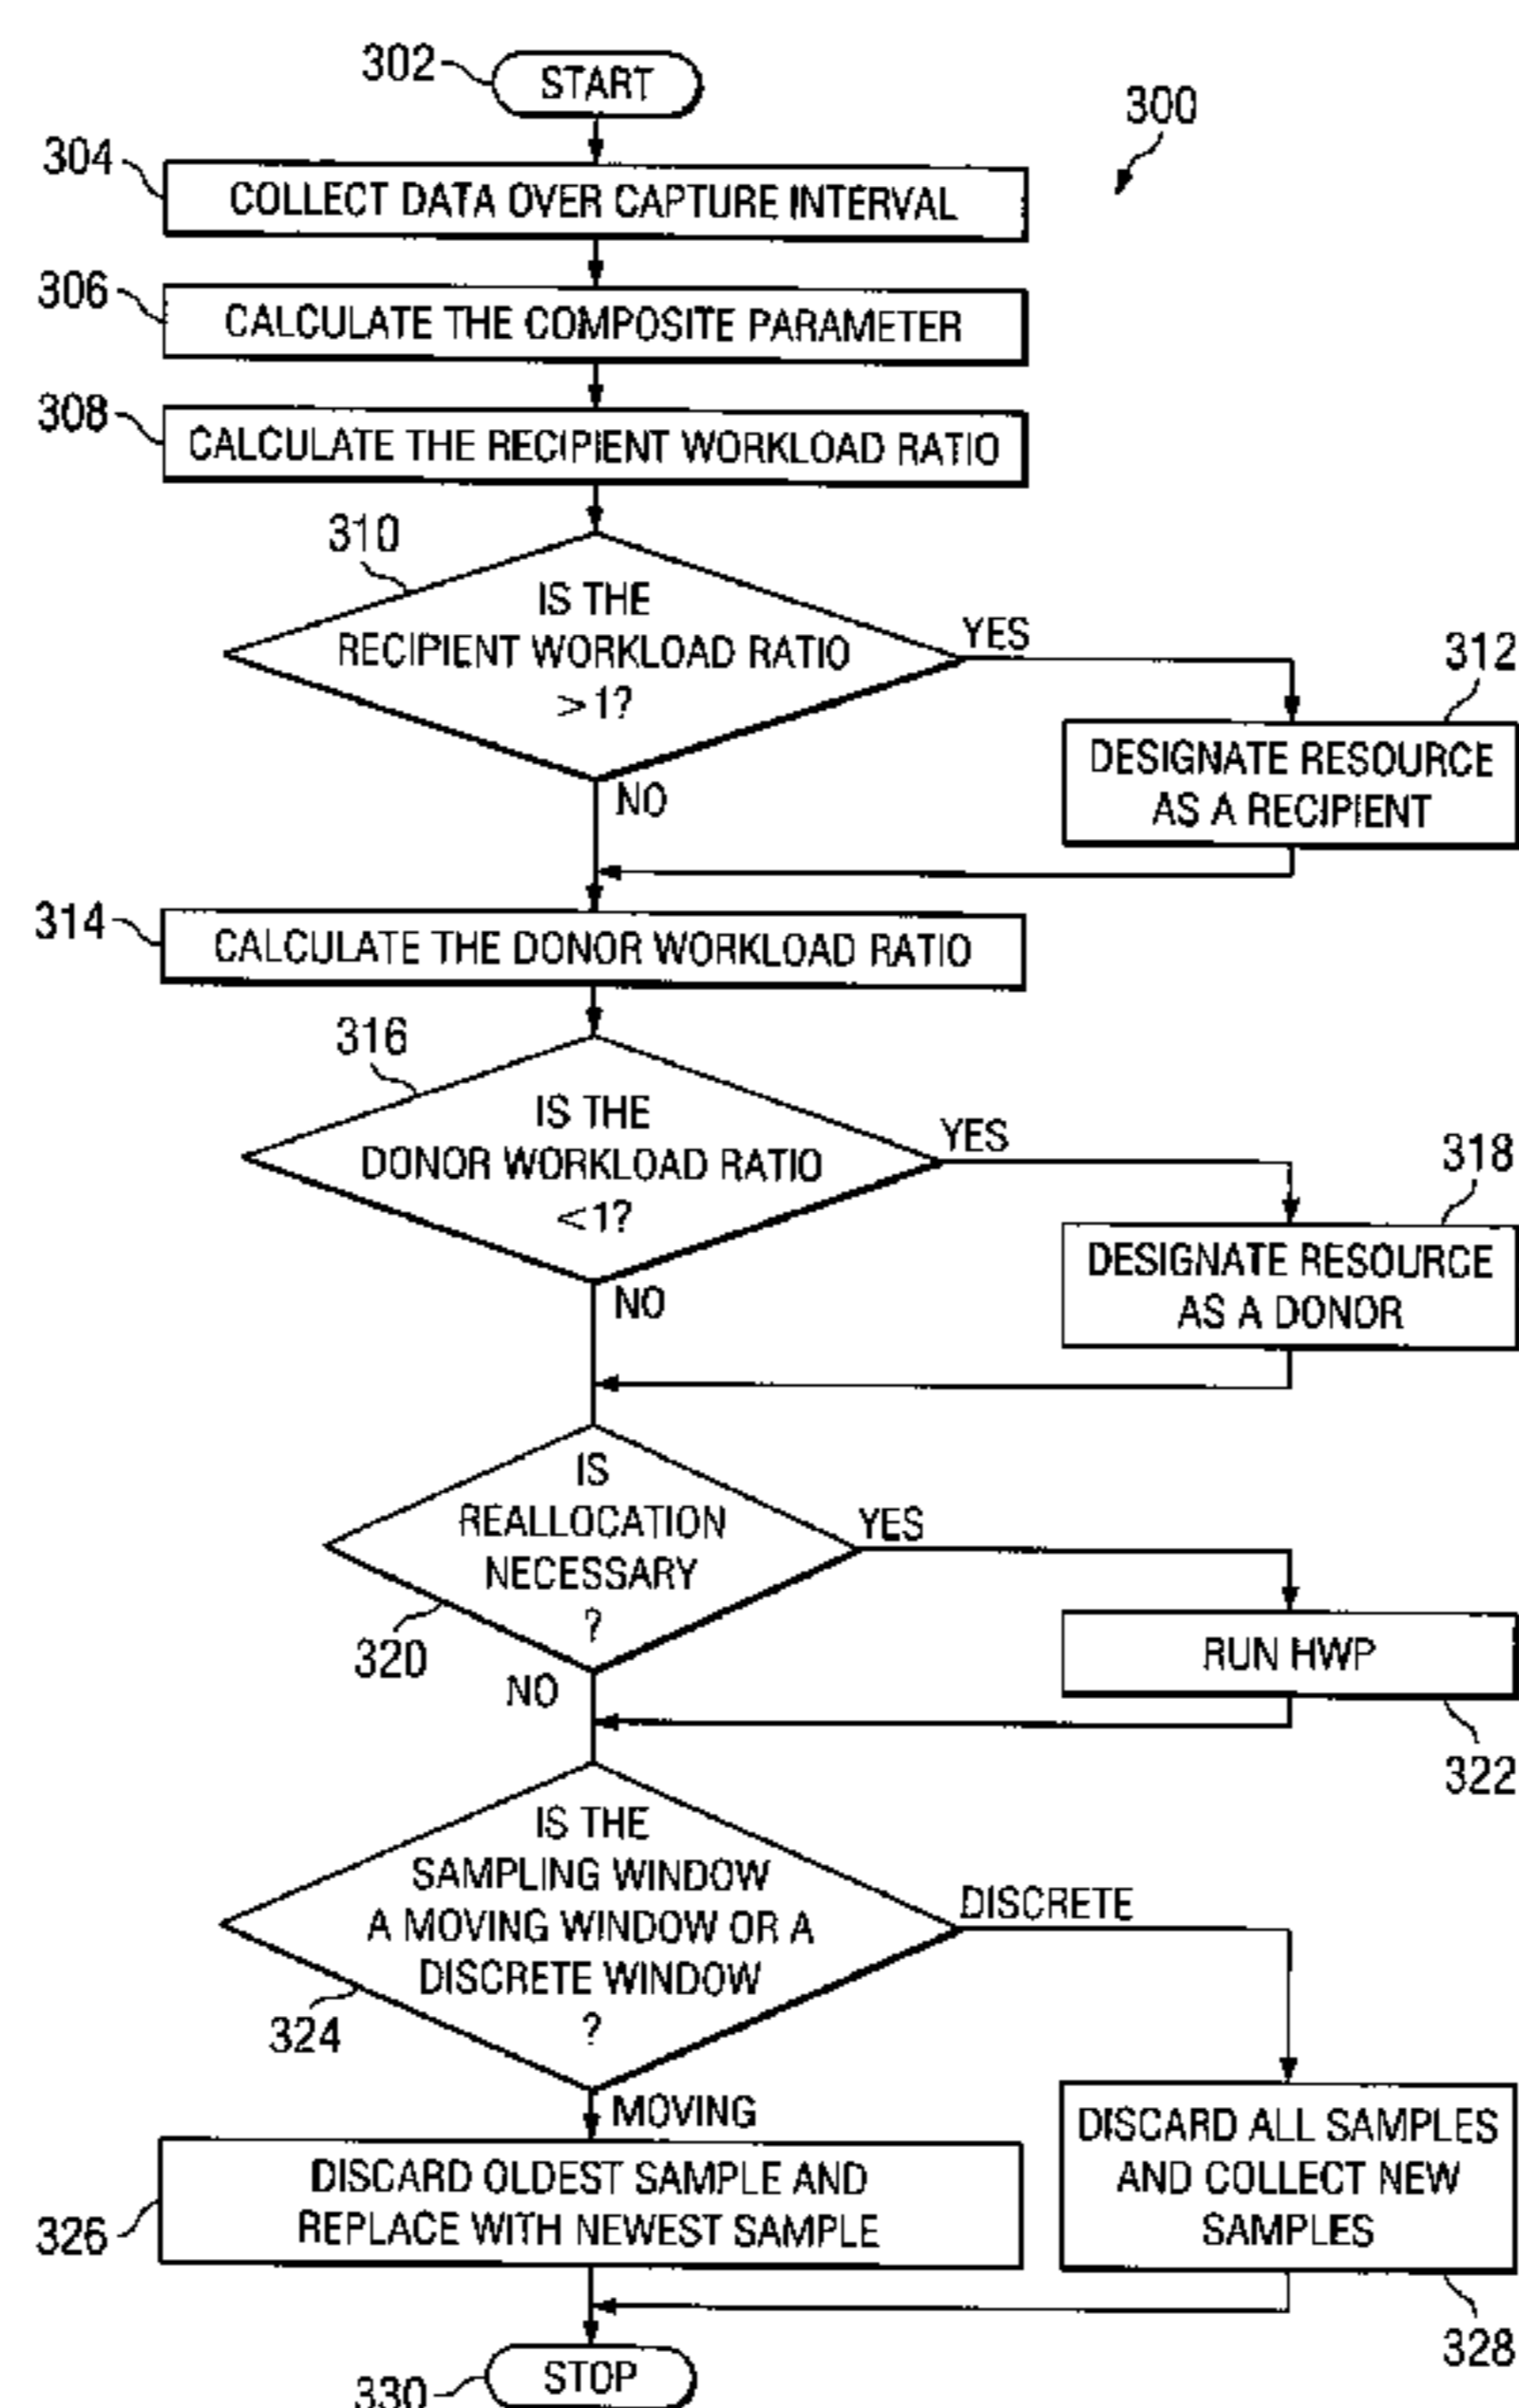 302
START
300
304
COLLECT DATA OVER CAPTURE INTERVAL
306
CALCULATE THE COMPOSITE PARAMETER
308
CALCULATE THE RECIPIENT WORKLOAD RATIO
310
IS THE
RECIPIENT WORKLOAD RATIO
>1?
YES
NO
312
DESIGNATE RESOURCE
AS A RECIPIENT
314
CALCULATE THE DONOR WORKLOAD RATIO
316
IS THE
DONOR WORKLOAD RATIO
<1?
YES
NO
318
DESIGNATE RESOURCE
AS A DONOR
IS
REALLOCATION
NECESSARY
?
320
YES
NO
RUN HWP
322
IS THE
SAMPLING WINDOW
A MOVING WINDOW OR A
DISCRETE WINDOW
?
324
DISCRETE
MOVING
326
DISCARD OLDEST SAMPLE AND
REPLACE WITH NEWEST SAMPLE
DISCARD ALL SAMPLES
AND COLLECT NEW
SAMPLES
328
330
STOP